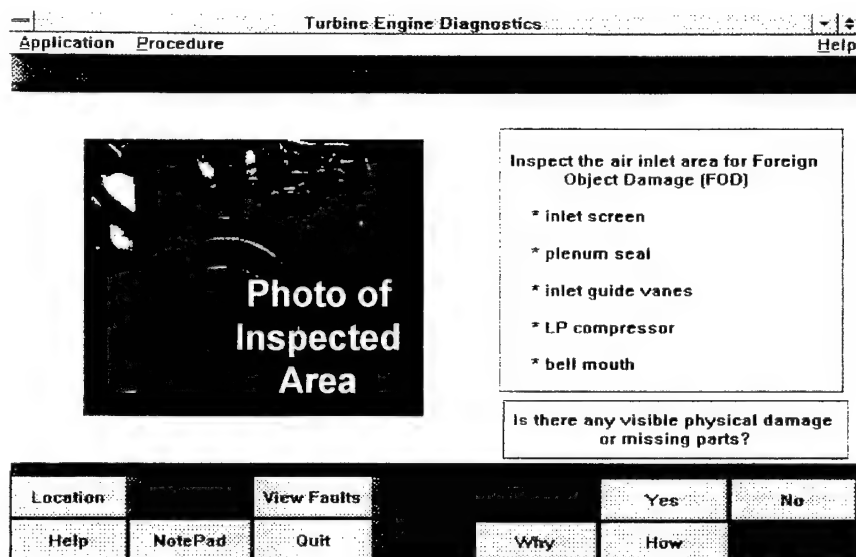 Turbine Engine Diagnostics
Application Procedure Help
Inspect the air inlet area for Foreign
Object Damage (FOD)
* inlet screen
* plenum seal
* inlet guide vanes
* LP compressor
* bell mouth
Photo of
Inspected
Area
Is there any visible physical damage
or missing parts?
Location View Faults Yes No
Help NotePad Quit Why How